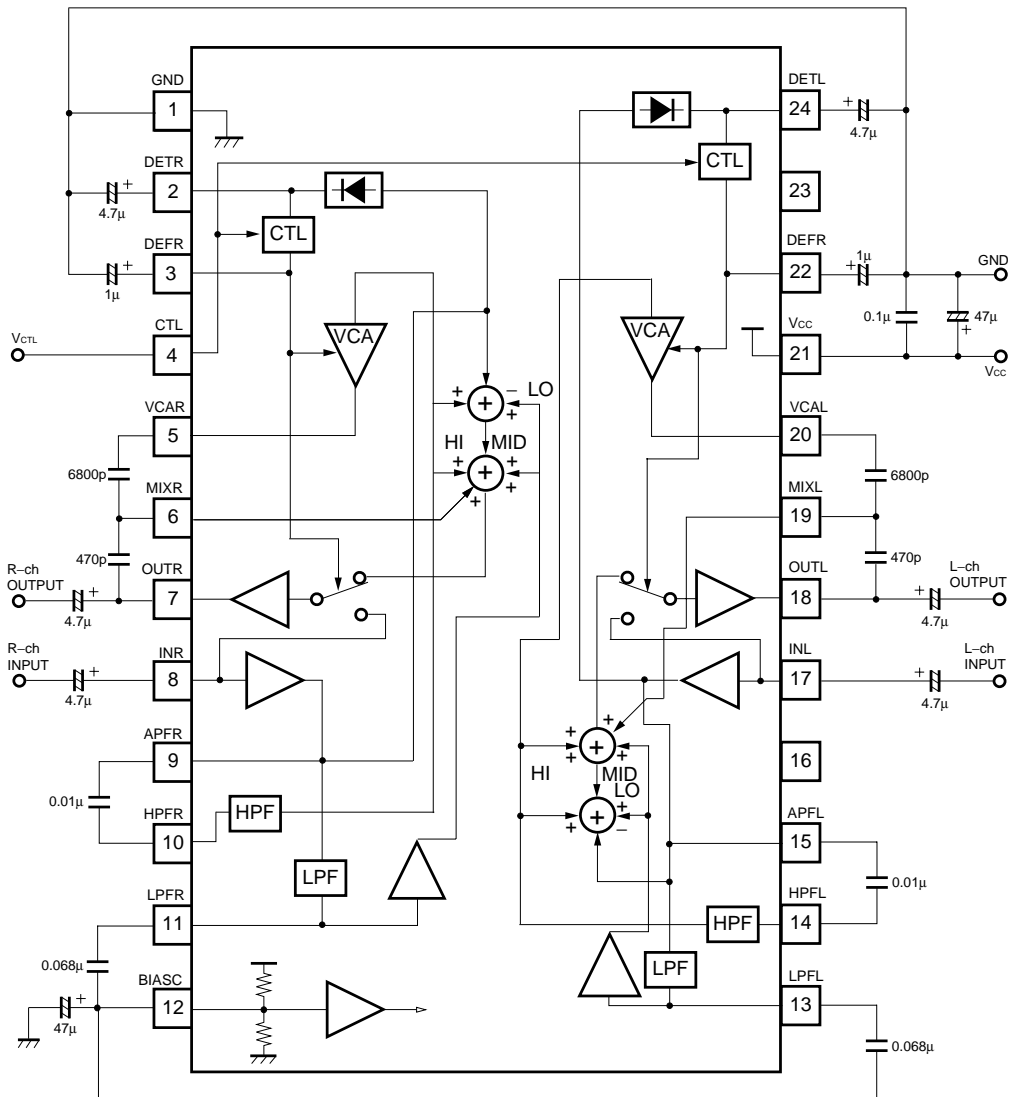 GND
1
DETR
2
4.7μ
DEFR
3
1μ
CTL
VCTL
4
VCAR
5
6800p
MIXR
6
470p
R–ch
OUTPUT
OUTR
7
4.7μ
R–ch
INPUT
INR
8
4.7μ
APFR
9
0.01μ
HPFR
10
LPFR
11
0.068μ
BIASC
12
47μ
CTL
VCA
+
–
LO
+
+
+
HI
MID
+
+
+
+
+
+
HPF
LPF
CTL
VCA
+
+
+
+
+
+
+
HI
MID
LO
+
+
+
–
HPF
LPF
DETL
24
4.7μ
23
DEFR
22
1μ
GND
0.1μ
47μ
Vcc
21
Vcc
VCAL
20
6800p
MIXL
19
470p
OUTL
18
L–ch
OUTPUT
4.7μ
INL
17
L–ch
INPUT
4.7μ
16
APFL
15
0.01μ
HPFL
14
LPFL
13
0.068μ